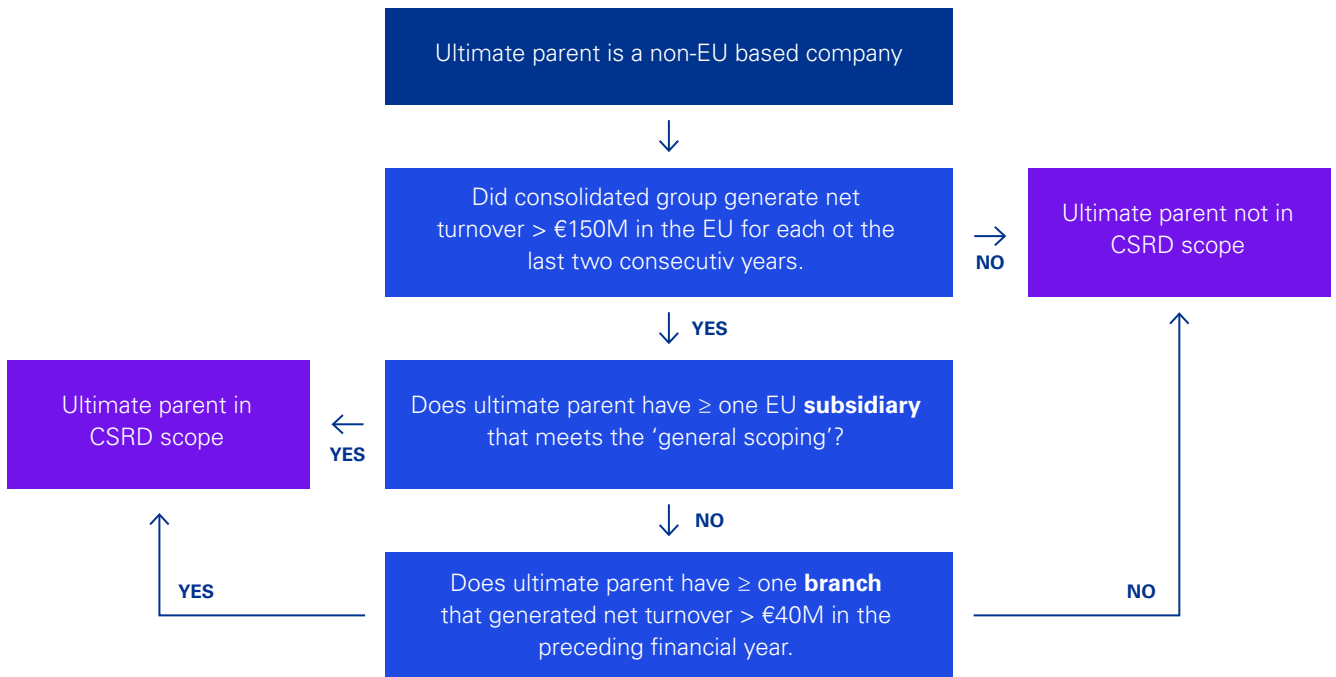 Ultimate parent is a non-EU based company
Did consolidated group generate net
turnover > €150M in the EU for each ot the
last two consecutiv years.
NO
Ultimate parent not in
CSRD scope
YES
Does ultimate parent have ≥ one EU subsidiary
that meets the ‘general scoping’?
YES
Ultimate parent in
CSRD scope
NO
Does ultimate parent have ≥ one branch
that generated net turnover > €40M in the
preceding financial year.
YES
NO